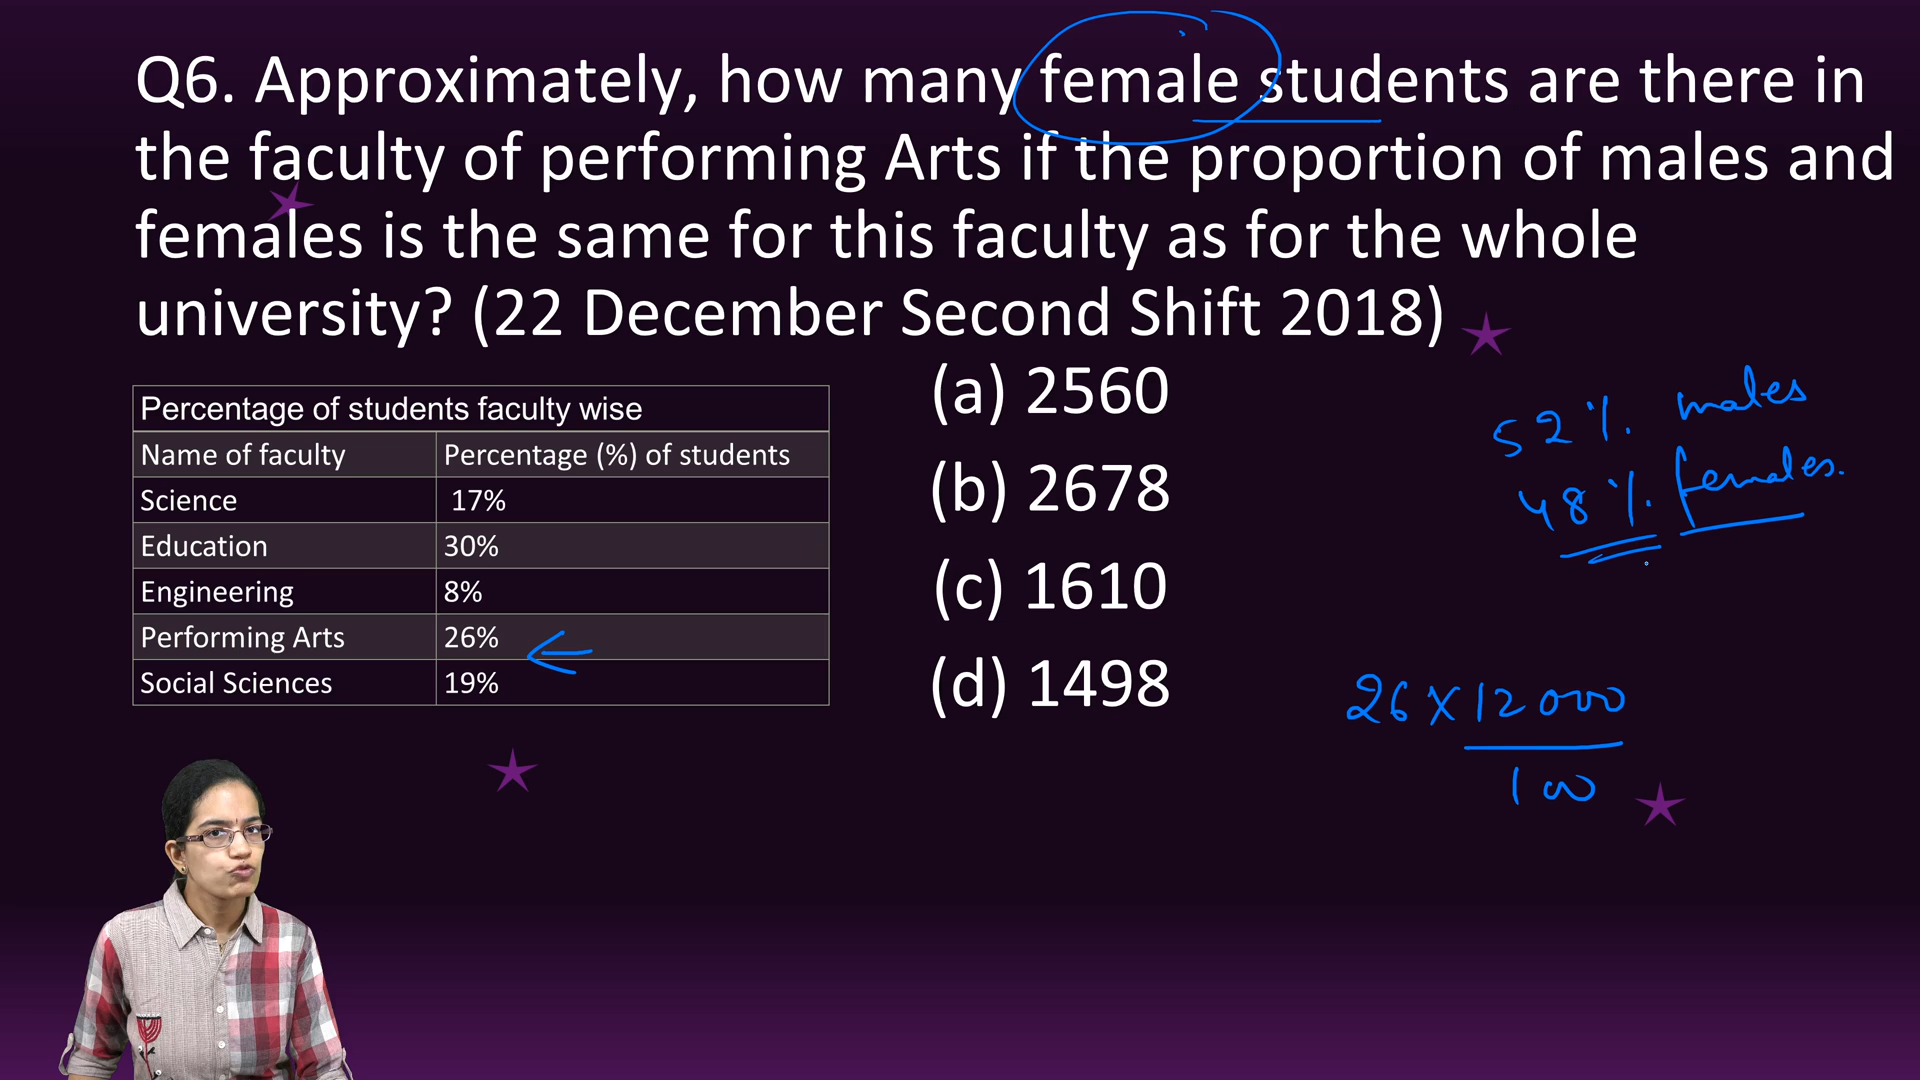 Q6. Approximately, how many female students are there in
the faculty of performing Arts if the proportion of males and
females is the same for this faculty as for the whole
university? (22 December Second Shift 2018)
Percentage of students faculty wise
Name of faculty Percentage (%) of students
Science 17%
Education 30%
Engineering 8%
Performing Arts 26%
Social Sciences 19%
(a) 2560
(b) 2678
(c) 1610
(d) 1498
52%. males
48%. females.
26 x 12000
100